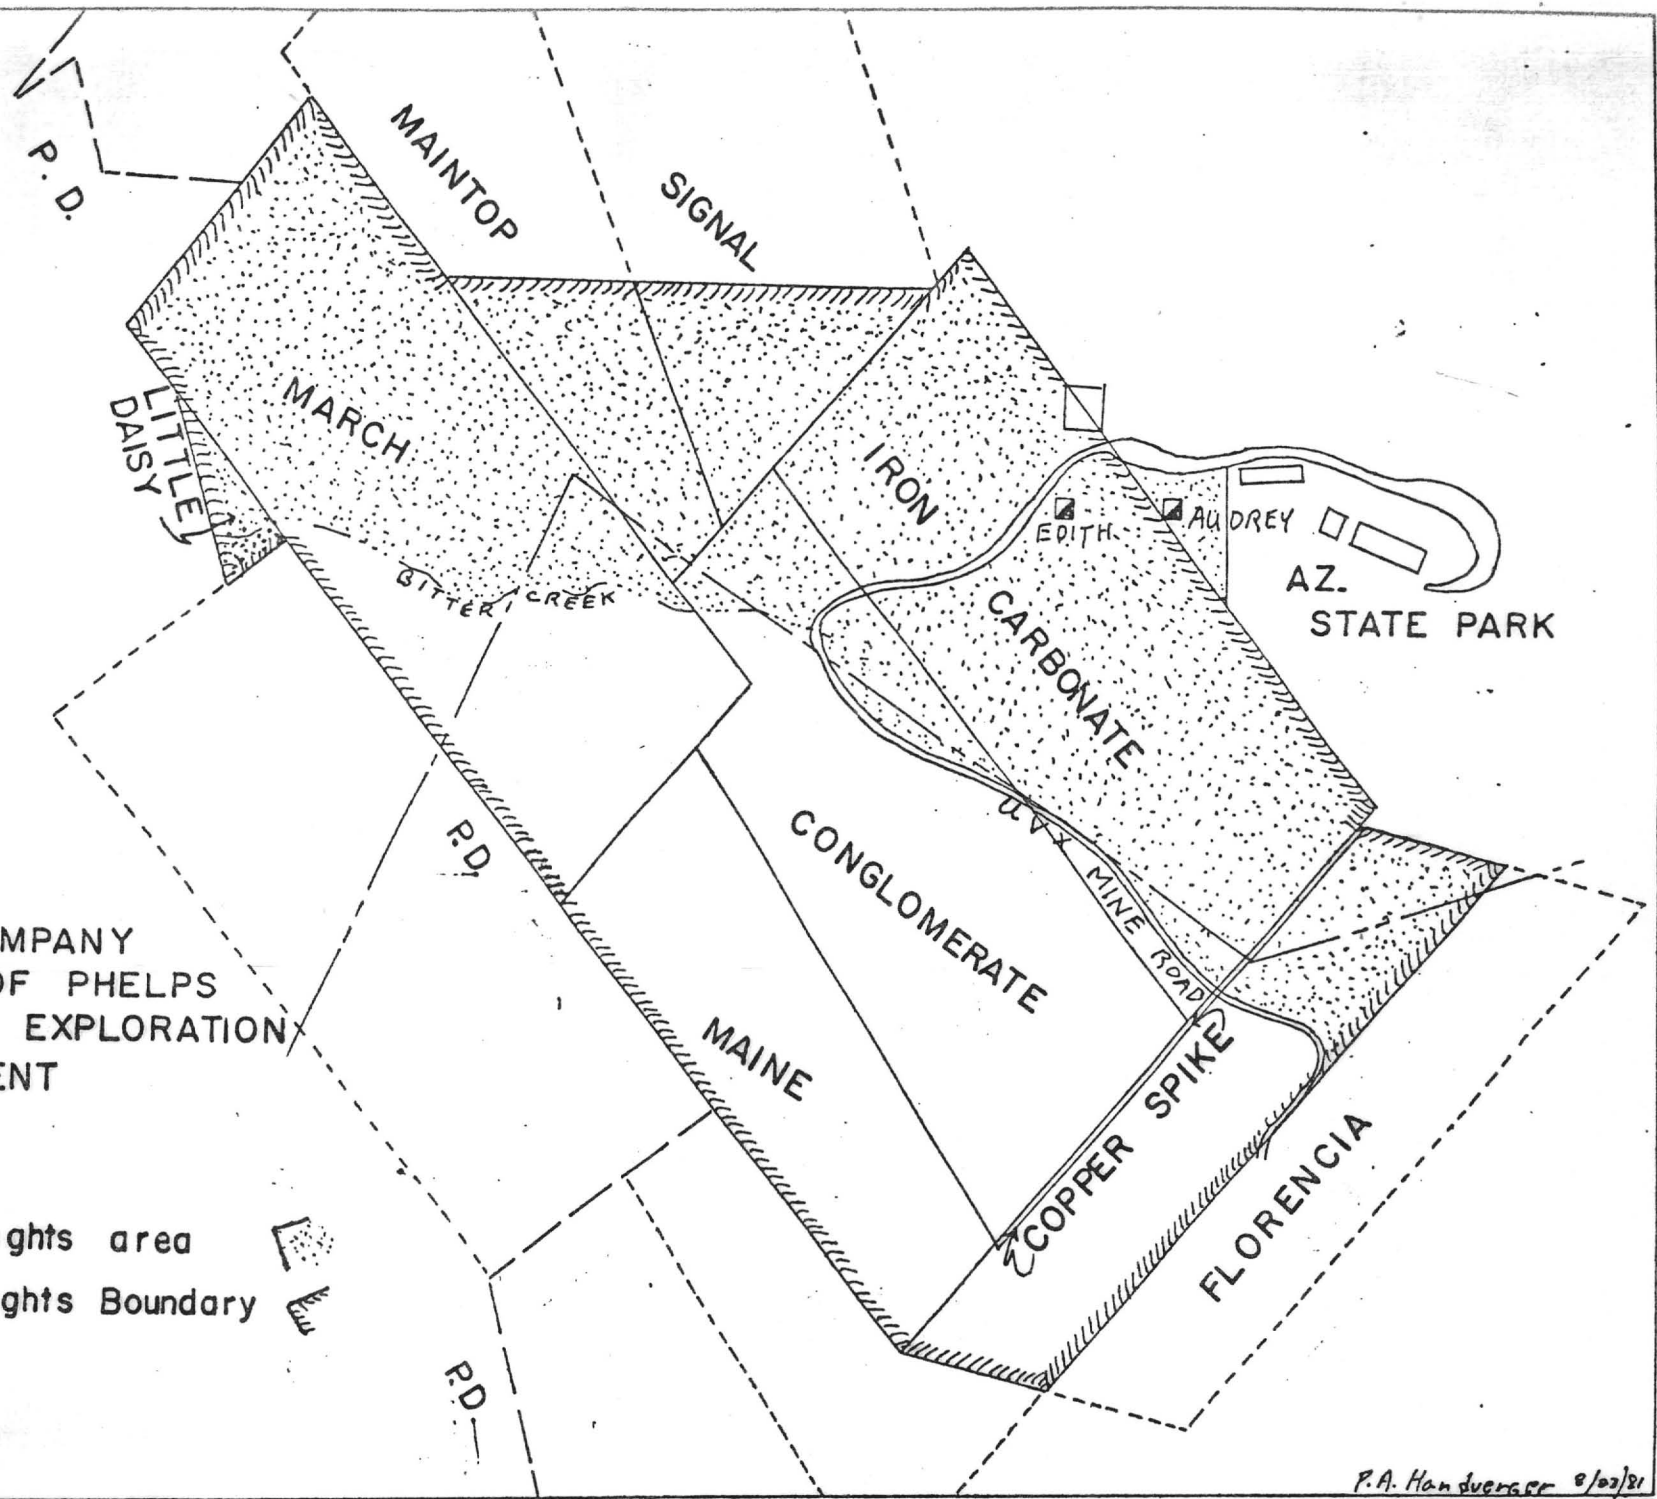 P. D.
MAINTOP
SIGNAL
LITTLE
DAISY
MARCH
IRON
EDITH
AUDREY
AZ.
STATE PARK
BITTER CREEK
CARBONATE
P.D.
CONGLOMERATE
UVX MINE ROAD
MPANY
OF PHELPS
EXPLORATION
ENT
MAINE
COPPER SPIKE
FLORENCIA
ghts area
ghts Boundary
P.D.
P.A. Handverger 8/03/81